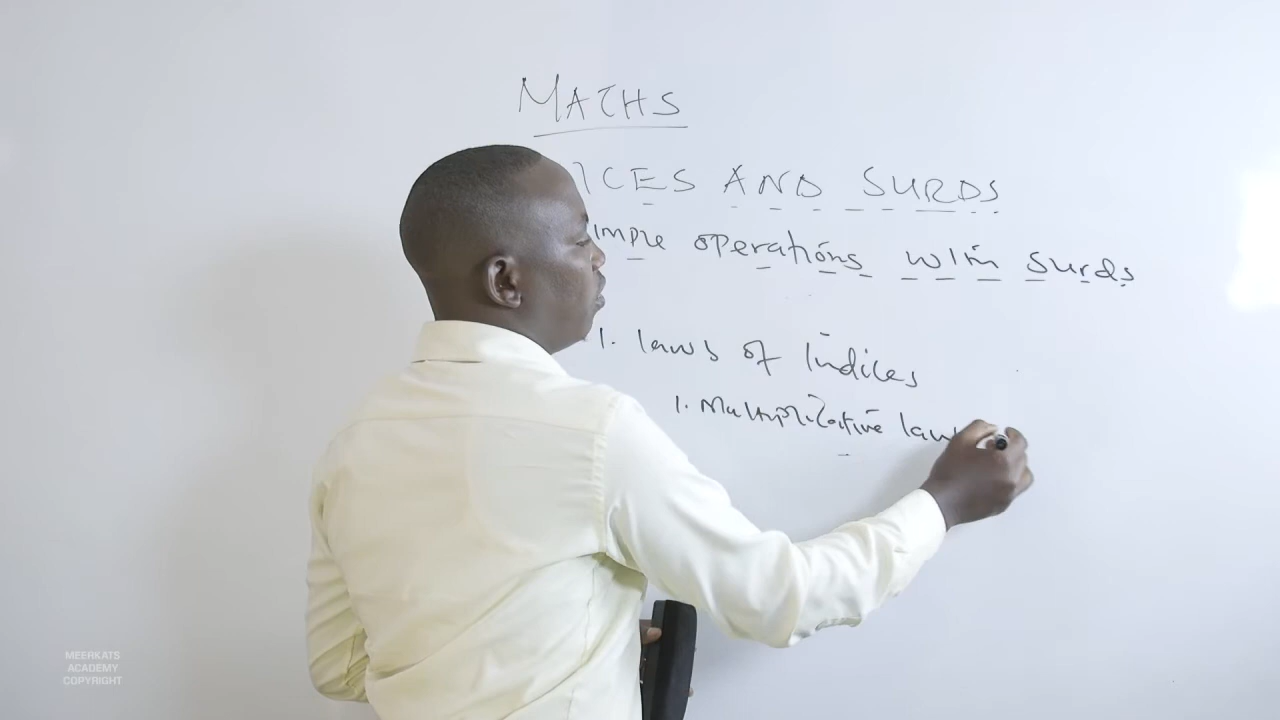 MATHS
ICES AND SURDS
imple operations with surds
1. laws of Indices
1. Multiplicative law
MEERKATS
ACADEMY
COPYRIGHT